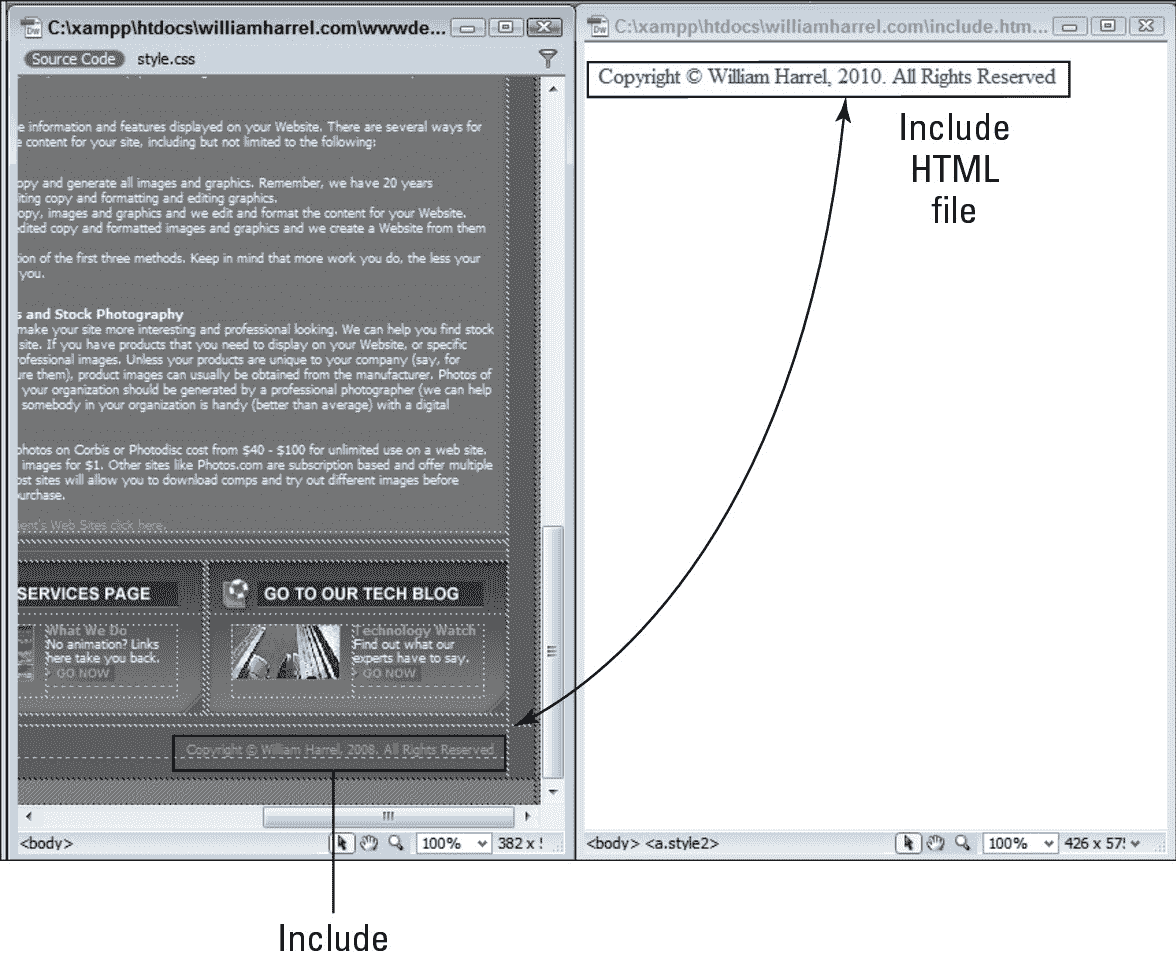 C:\xampp\htdocs\williamharrel.com\wwwde...
Source Code style.css
e information and features displayed on your Website. There are several ways for
e content for your site, including but not limited to the following:
opy and generate all images and graphics. Remember, we have 20 years
iting copy and formatting and editing graphics.
opy, images and graphics and we edit and format the content for your Website.
edited copy and formatted images and graphics and we create a Website from them
ion of the first three methods. Keep in mind that more work you do, the less your
you.
s and Stock Photography
make your site more interesting and professional looking. We can help you find stock
site. If you have products that you need to display on your Website, or specific
rofessional images. Unless your products are unique to your company (say, for
ure them), product images can usually be obtained from the manufacturer. Photos of
your organization should be generated by a professional photographer (we can help
somebody in your organization is handy (better than average) with a digital
photos on Corbis or Photodisc cost from $40 - $100 for unlimited use on a web site.
images for $1. Other sites like Photos.com are subscription based and offer multiple
ost sites will allow you to download comps and try out different images before
ourchase.
ent's Web Sites click here.
SERVICES PAGE
What We Do
No animation? Links
here take you back.
> GO NOW
GO TO OUR TECH BLOG
Technology Watch
Find out what our
experts have to say.
> GO NOW
Copyright © William Harrel, 2008. All Rights Reserved
<body> 100% 382 x
Include
C:\xampp\htdocs\williamharrel.com\include.htm...
Copyright © William Harrel, 2010. All Rights Reserved
Include
HTML
file
<body> <a.style2> 100% 426 x 57